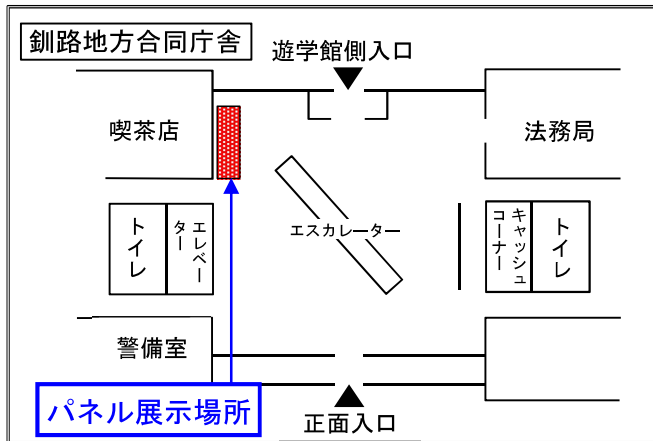 釧路地方合同庁舎
遊学館側入口
喫茶店
法務局
エスカレーター
トイレ
エレベーター
キャッシュコーナー
トイレ
警備室
パネル展示場所
正面入口